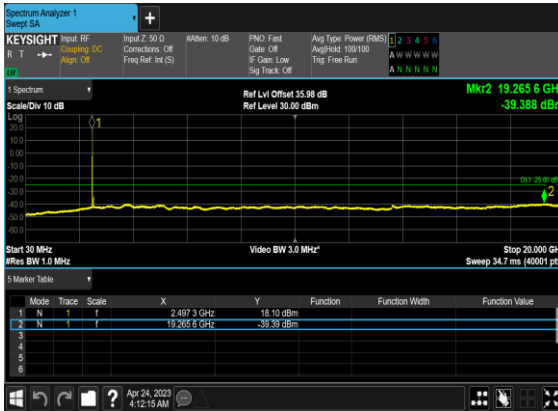 Spectrum Analyzer 1
Swept SA
+
KEYSIGHT Input: RF Input Z: 50 Ω #Atten: 10 dB PNO: Fast Avg Type: Power (RMS) 1 2 3 4 5 6
R T Coupling: DC Corrections: Off Gate: Off Avg|Hold: 100/100 A W W W W W
Align: Off Freq Ref: Int (S) IF Gain: Low Trig: Free Run
Sig Track: Off A N N N N N
1 Spectrum Ref Lvl Offset 35.98 dB Mkr2 19.265 6 GH
Scale/Div 10 dB Ref Level 30.00 dBm -39.388 dBr
Log
20.0
10.0
0.00
-10.0
-20.0
-30.0
-40.0
-50.0
-60.0
1
DL1 -25.00 dB
2
Start 30 MHz Video BW 3.0 MHz* Stop 20.000 GH
#Res BW 1.0 MHz Sweep 34.7 ms (40001 pt
5 Marker Table
Mode Trace Scale X Y Function Function Width Function Value
1 N 1 f 2.497 3 GHz 18.10 dBm
2 N 1 f 19.265 6 GHz -39.39 dBm
3
4
5
6
? Apr 24, 2023
4:12:15 AM